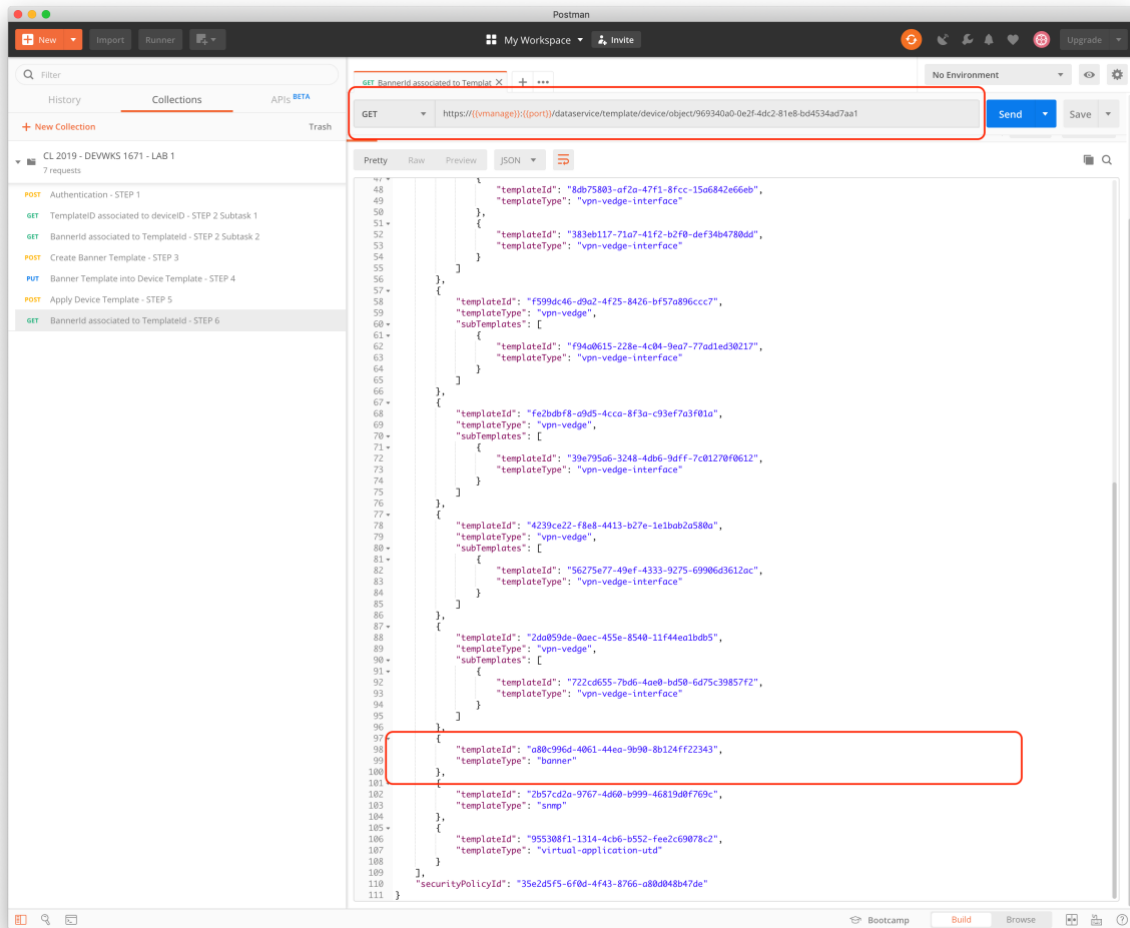 Postman
New
Import
Runner
My Workspace
Invite
Upgrade
Filter
History
Collections
APIs BETA
+ New Collection
Trash
CL 2019 - DEVWKS 1671 - LAB 1
7 requests
POST Authentication - STEP 1
GET TemplateID associated to deviceID - STEP 2 Subtask 1
GET BannerId associated to TemplateId - STEP 2 Subtask 2
POST Create Banner Template - STEP 3
PUT Banner Template into Device Template - STEP 4
POST Apply Device Template - STEP 5
GET BannerId associated to TemplateId - STEP 6
GET BannerId associated to Templat
No Environment
GET
https://{{vmanage}}:{{port}}/dataservice/template/device/object/969340a0-0e2f-4dc2-81e8-bd4534ad7aa1
Send
Save
Pretty
Raw
Preview
JSON
47 {
48 "templateId": "8db75803-af2a-47f1-8fcc-15a6842e66eb",
49 "templateType": "vpn-vedge-interface"
50 },
51 {
52 "templateId": "383eb117-71a7-41f2-b2f0-def34b4780dd",
53 "templateType": "vpn-vedge-interface"
54 }
55 ]
56 },
57 {
58 "templateId": "f599dc46-d9a2-4f25-8426-bf57a896ccc7",
59 "templateType": "vpn-vedge",
60 "subTemplates": [
61 {
62 "templateId": "f94a0615-228e-4c04-9ea7-77ad1ed30217",
63 "templateType": "vpn-vedge-interface"
64 }
65 ]
66 },
67 {
68 "templateId": "fe2bdbf8-a9d5-4cca-8f3a-c93ef7a3f01a",
69 "templateType": "vpn-vedge",
70 "subTemplates": [
71 {
72 "templateId": "39e795a6-3248-4db6-9dff-7c01270f0612",
73 "templateType": "vpn-vedge-interface"
74 }
75 ]
76 },
77 {
78 "templateId": "4239ce22-f8e8-4413-b27e-1e1bab2a580a",
79 "templateType": "vpn-vedge",
80 "subTemplates": [
81 {
82 "templateId": "56275e77-49ef-4333-9275-69906d3612ac",
83 "templateType": "vpn-vedge-interface"
84 }
85 ]
86 },
87 {
88 "templateId": "2da059de-0aec-455e-8540-11f44ea1bdb5",
89 "templateType": "vpn-vedge",
90 "subTemplates": [
91 {
92 "templateId": "722cd655-7bd6-4ae0-bd50-6d75c39857f2",
93 "templateType": "vpn-vedge-interface"
94 }
95 ]
96 },
97 {
98 "templateId": "a80c996d-4061-44ea-9b90-8b124ff22343",
99 "templateType": "banner"
100 },
101 {
102 "templateId": "2b57cd2a-9767-4d60-b999-46819d0f769c",
103 "templateType": "snmp"
104 },
105 {
106 "templateId": "955308f1-1314-4cb6-b552-fee2c69078c2",
107 "templateType": "virtual-application-utd"
108 }
109 ],
110 "securityPolicyId": "35e2d5f5-6f0d-4f43-8766-a80d048b47de"
111 }
Bootcamp
Build
Browse